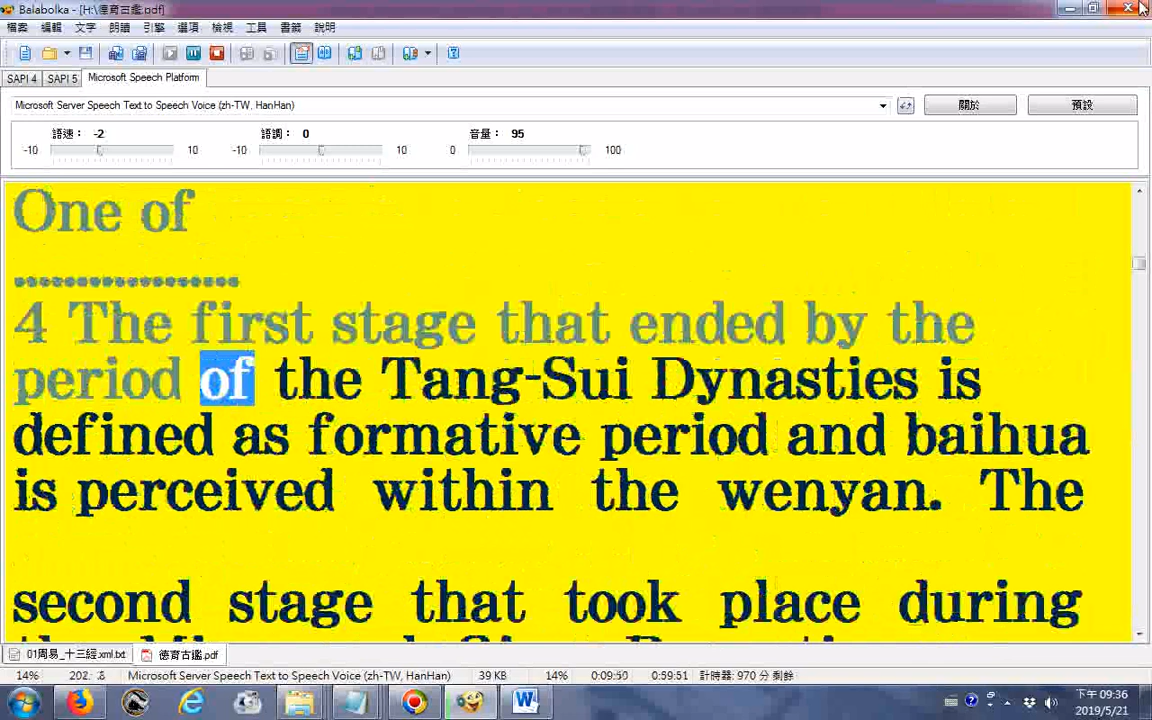 Balabolka - [H:\德育古鑑.pdf]
檔案 編輯 文字 朗讀 引擎 選項 檢視 工具 書籤 說明
SAPI 4 SAPI 5 Microsoft Speech Platform
Microsoft Server Speech Text to Speech Voice (zh-TW, HanHan) 關於 預設
語速： -2 語調： 0 音量： 95
-10 10 -10 10 0 100
One of
................
4 The first stage that ended by the
period of the Tang-Sui Dynasties is
defined as formative period and baihua
is perceived within the wenyan. The
second stage that took place during
01周易_十三經.xml.txt 德育古鑑.pdf
14% Microsoft Server Speech Text to Speech Voice (zh-TW, HanHan) 39 KB 14% 0:09:50 0:59:51 計時器: 970 分 剩餘
下午 09:36
2019/5/21